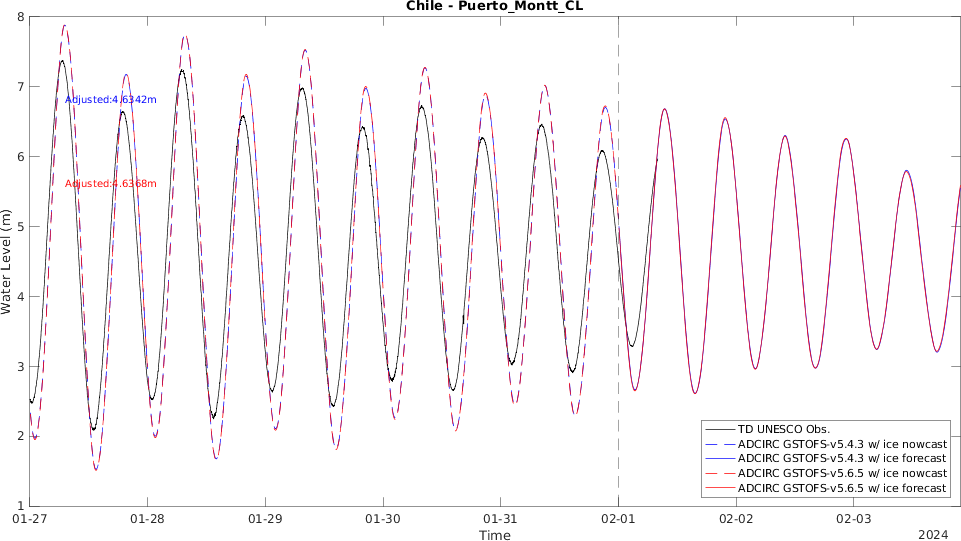 Chile - Puerto_Montt_CL
8
7
Adjusted:4.6342m
6
Adjusted:4.6368m
5
Water Level (m)
4
3
2
1
TD UNESCO Obs.
ADCIRC GSTOFS-v5.4.3 w/ ice nowcast
ADCIRC GSTOFS-v5.4.3 w/ ice forecast
ADCIRC GSTOFS-v5.6.5 w/ ice nowcast
ADCIRC GSTOFS-v5.6.5 w/ ice forecast
01-27 01-28 01-29 01-30 01-31 02-01 02-02 02-03
Time
2024